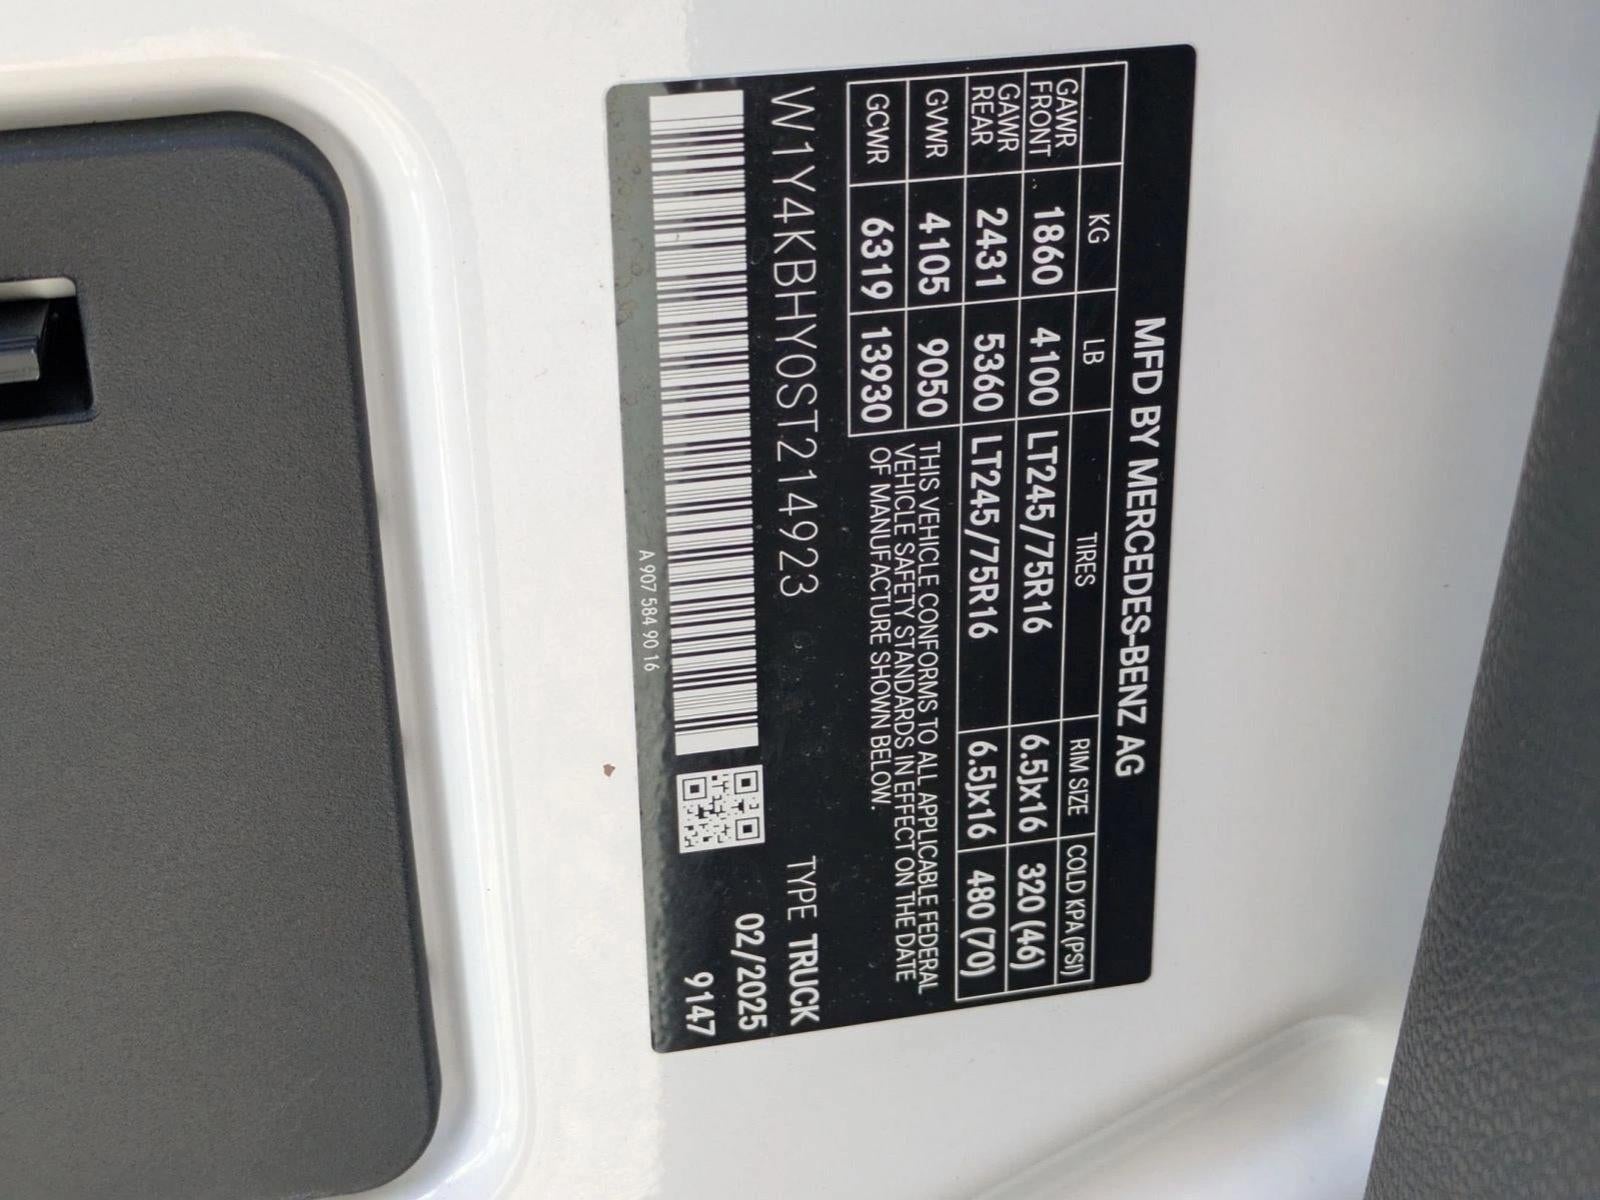 MFD BY MERCEDES-BENZ AG
KG LB TIRES RIM SIZE COLD KPA (PSI)
GAWR FRONT 1860 4100 LT245/75R16 6.5Jx16 320 (46)
GAWR REAR 2431 5360 LT245/75R16 6.5Jx16 480 (70)
GVWR 4105 9050
GCWR 6319 13930
THIS VEHICLE CONFORMS TO ALL APPLICABLE FEDERAL
VEHICLE SAFETY STANDARDS IN EFFECT ON THE DATE
OF MANUFACTURE SHOWN BELOW.
W1Y4KBHY0ST214923 TYPE TRUCK
02/2025
9147
A 907 584 90 16